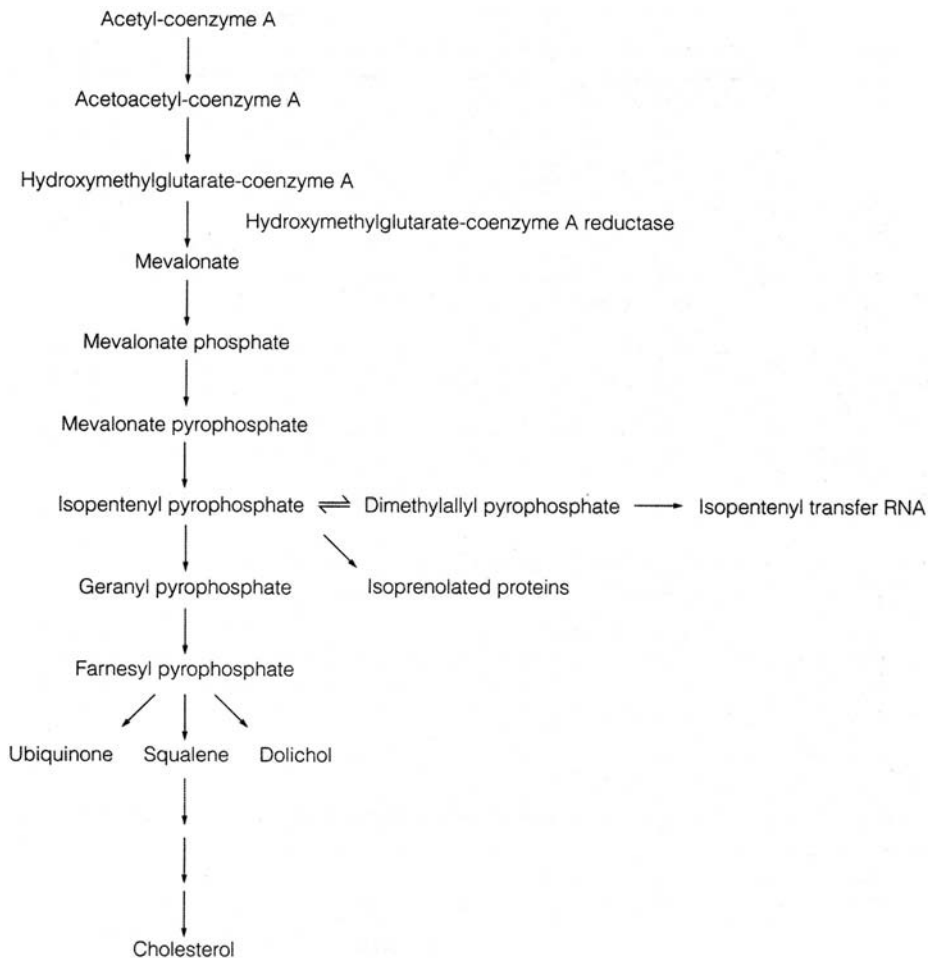 Acetyl-coenzyme A
Acetoacetyl-coenzyme A
Hydroxymethylglutarate-coenzyme A
Hydroxymethylglutarate-coenzyme A reductase
Mevalonate
Mevalonate phosphate
Mevalonate pyrophosphate
Isopentenyl pyrophosphate Dimethylallyl pyrophosphate Isopentenyl transfer RNA
Geranyl pyrophosphate Isoprenolated proteins
Farnesyl pyrophosphate
Ubiquinone Squalene Dolichol
Cholesterol